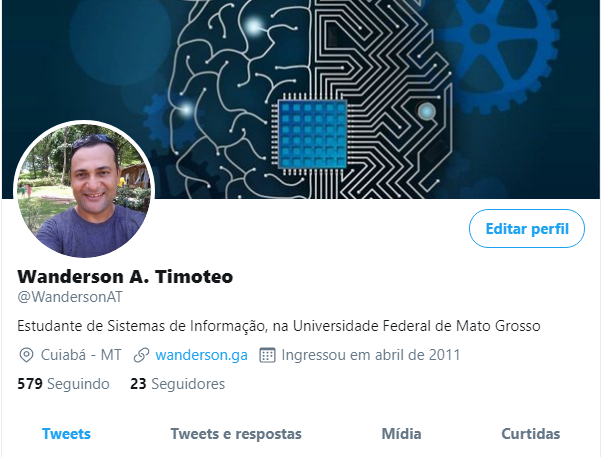 Editar perfil
Wanderson A. Timoteo
@WandersonAT
Estudante de Sistemas de Informação, na Universidade Federal de Mato Grosso
Cuiabá - MT wanderson.ga Ingressou em abril de 2011
579 Seguindo 23 Seguidores
Tweets Tweets e respostas Mídia Curtidas